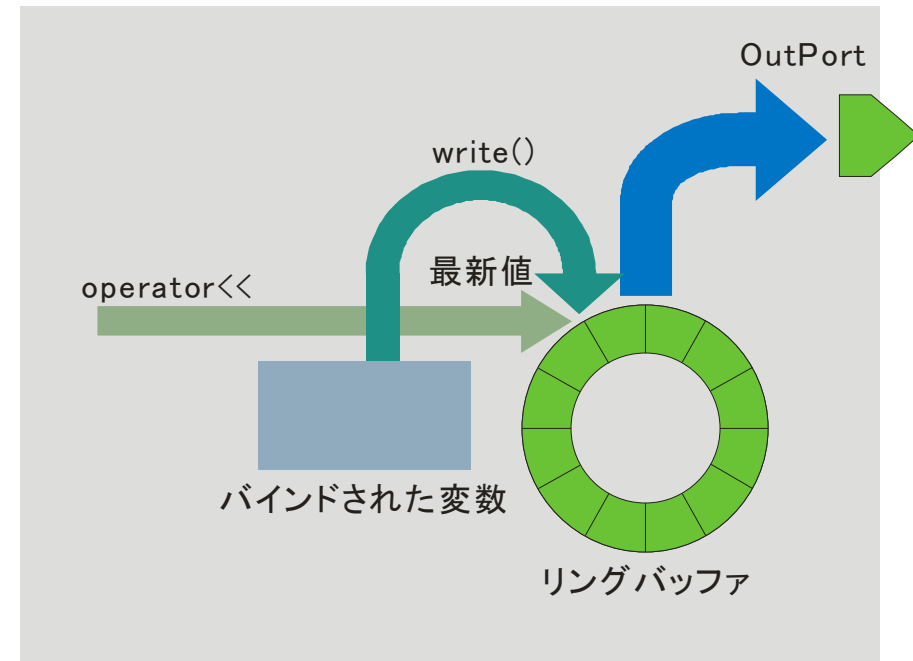 OutPort
write()
最新値
operator<<
バインドされた変数
リングバッファ